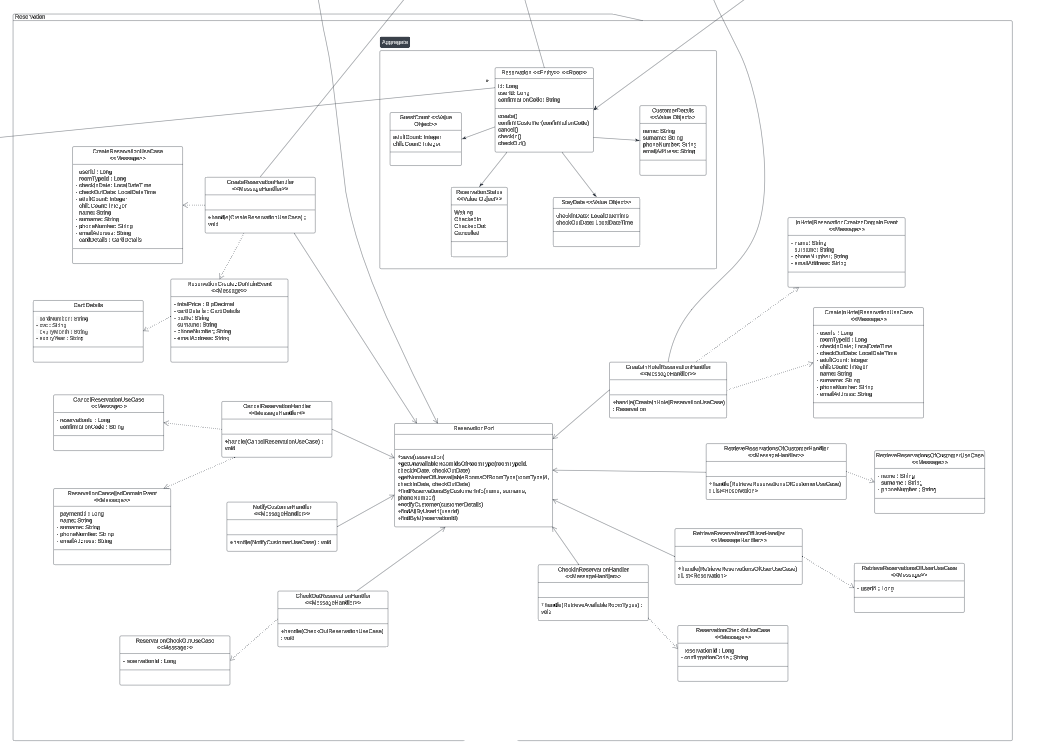 Reservation
Aggregate
Reservation <<Entity>> <<Root>>
id: Long
userId: Long
confirmationCode: String
create()
confirmCustomer(confirmationCode)
cancel()
checkIn()
checkOut()
GuestCount <<Value
Object>>
adultCount: Integer
childCount: Integer
CustomerDetails
<<Value Object>>
name: String
surname: String
phoneNumber: String
emailAddress: String
ReservationStatus
<<Value Object>>
Waiting
CheckedIn
CheckedOut
Cancelled
StayDate <<Value Object>>
checkInDate: LocalDateTime
checkOutDate: LocalDateTime
CreateReservationUseCase
<<Message>>
- userId : Long
- roomTypeId : Long
- checkInDate: LocalDateTime
- checkOutDate: LocalDateTime
- adultCount: Integer
- childCount: Integer
- name: String
- surname: String
- phoneNumber: String
- emailAddress: String
- cardDetails : CardDetails
CreateReservationHandler
<<MessageHandler>>
+handle(CreateReservationUseCase) :
void
ReservationCreatedDomainEvent
<<Message>>
- totalPrice : BigDecimal
- cardDetails : CardDetails
- name: String
- surname: String
- phoneNumber: String
- emailAddress: String
CardDetails
- cardNumber: String
- cvc: String
- expiryMonth : String
- expiryYear : String
InHotelReservationCreatedDomainEvent
<<Message>>
- name: String
- surname: String
- phoneNumber: String
- emailAddress: String
CreateInHotelReservationUseCase
<<Message>>
- userId : Long
- roomTypeId : Long
- checkInDate: LocalDateTime
- checkOutDate: LocalDateTime
- adultCount: Integer
- childCount: Integer
- name: String
- surname: String
- phoneNumber: String
- emailAddress: String
CreateInHotelReservationHandler
<<MessageHandler>>
+handle(CreateInHotelReservationUseCase)
: Reservation
CancelReservationUseCase
<<Message>>
- reservationId : Long
- confirmationCode : String
CancelReservationHandler
<<MessageHandler>>
+handle(CancelReservationUseCase) :
void
ReservationPort
+save(reservation)
+getUnavailableRoomIdsOfRoomType(roomTypeId,
checkInDate, checkOutDate)
+getNumberOfUnavailableRoomsOfRoomType(roomTypeId,
checkInDate, checkOutDate)
+findReservationsByCustomerInfo(name, surname,
phoneNumber)
+notifyCustomer(customerDetails)
+findAllByUserId(userId)
+findById(reservationId)
RetrieveReservationsOfCustomerHandler
<<MessageHandler>>
+handle(RetrieveReservationsOfCustomerUseCase)
: List<Reservation>
RetrieveReservationsOfCustomerUseCase
<<Message>>
- name : String
- surname : String
- phoneNumber : String
ReservationCancelledDomainEvent
<<Message>>
- paymentId : Long
- name: String
- surname: String
- phoneNumber: String
- emailAddress: String
NotifyCustomerHandler
<<MessageHandler>>
+handle(NotifyCustomerUseCase) : void
RetrieveReservationsOfUserHandler
<<MessageHandler>>
+handle(RetrieveReservationsOfUserUseCase)
: List<Reservation>
RetrieveReservationsOfUserUseCase
<<Message>>
- userId : Long
CheckInReservationHandler
<<MessageHandler>>
+handle(RetrieveAvailableRoomTypes) :
void
CheckOutReservationHandler
<<MessageHandler>>
+handle(CheckOutReservationUseCase)
: void
ReservationCheckOutUseCase
<<Message>>
- reservationId : Long
ReservationCheckInUseCase
<<Message>>
- reservationId : Long
- confirmationCode : String